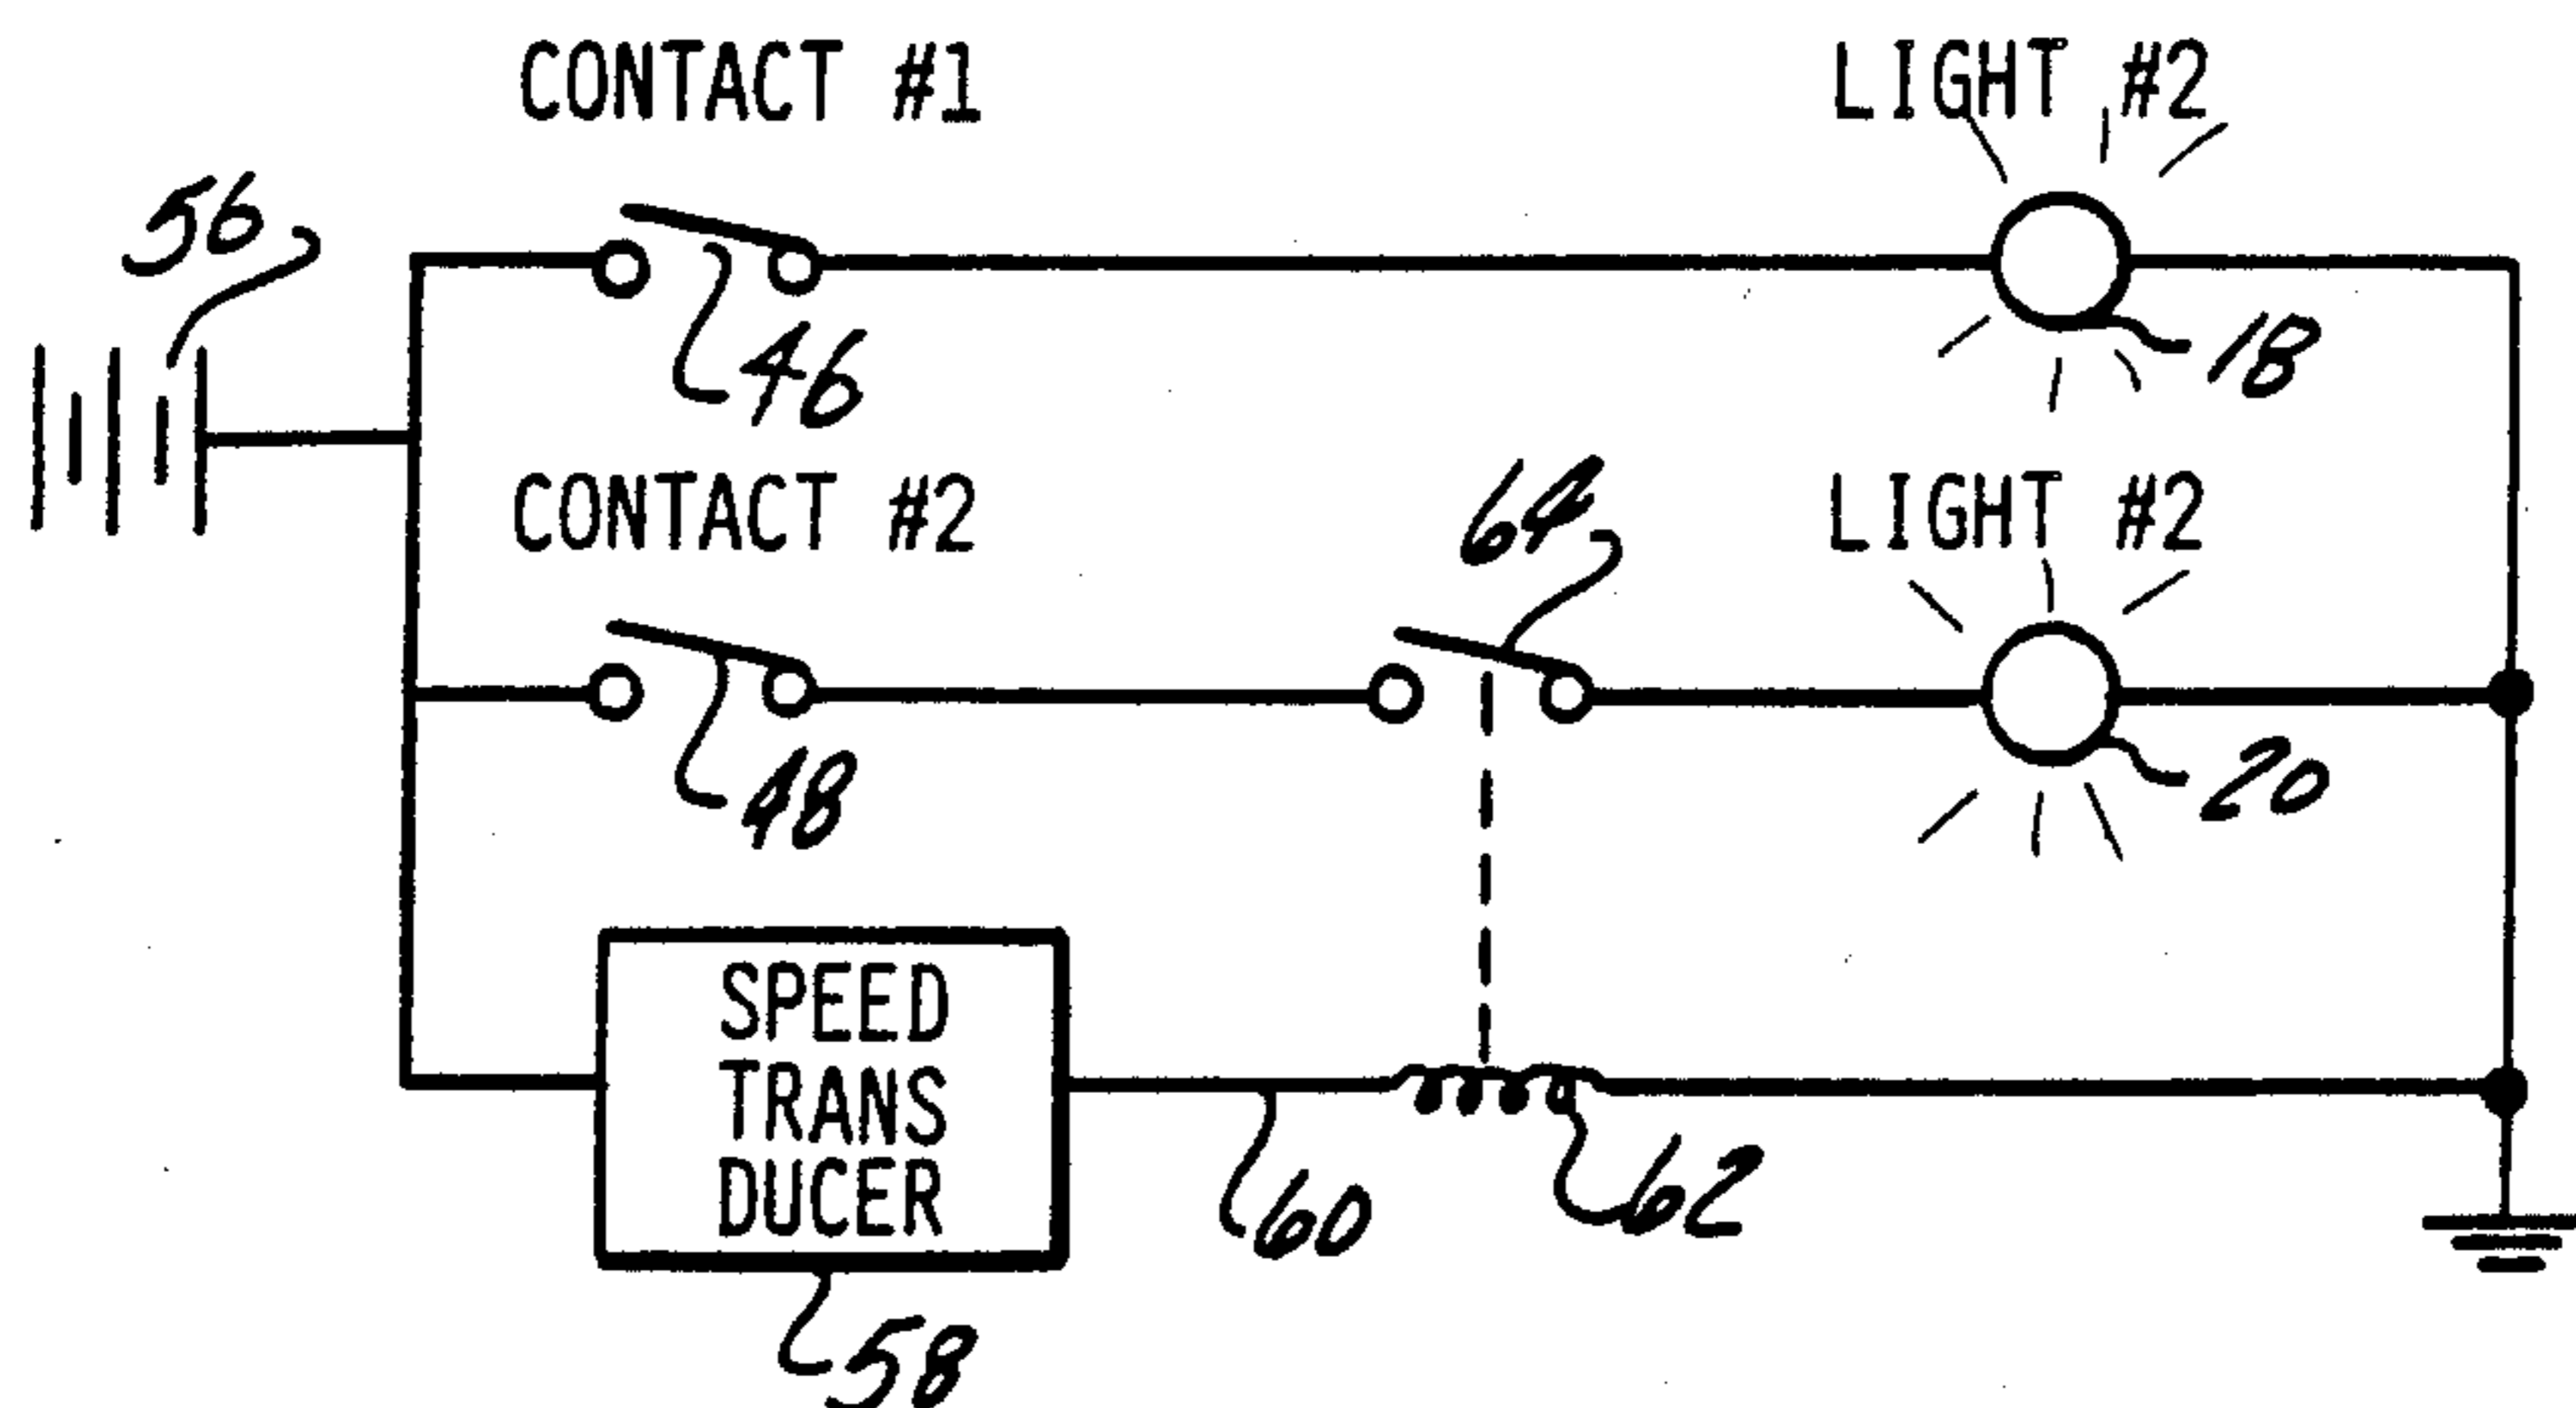 CONTACT #1
LIGHT #2
56
46
18
CONTACT #2
64
LIGHT #2
48
20
SPEED
TRANS
DUCER
60
62
58